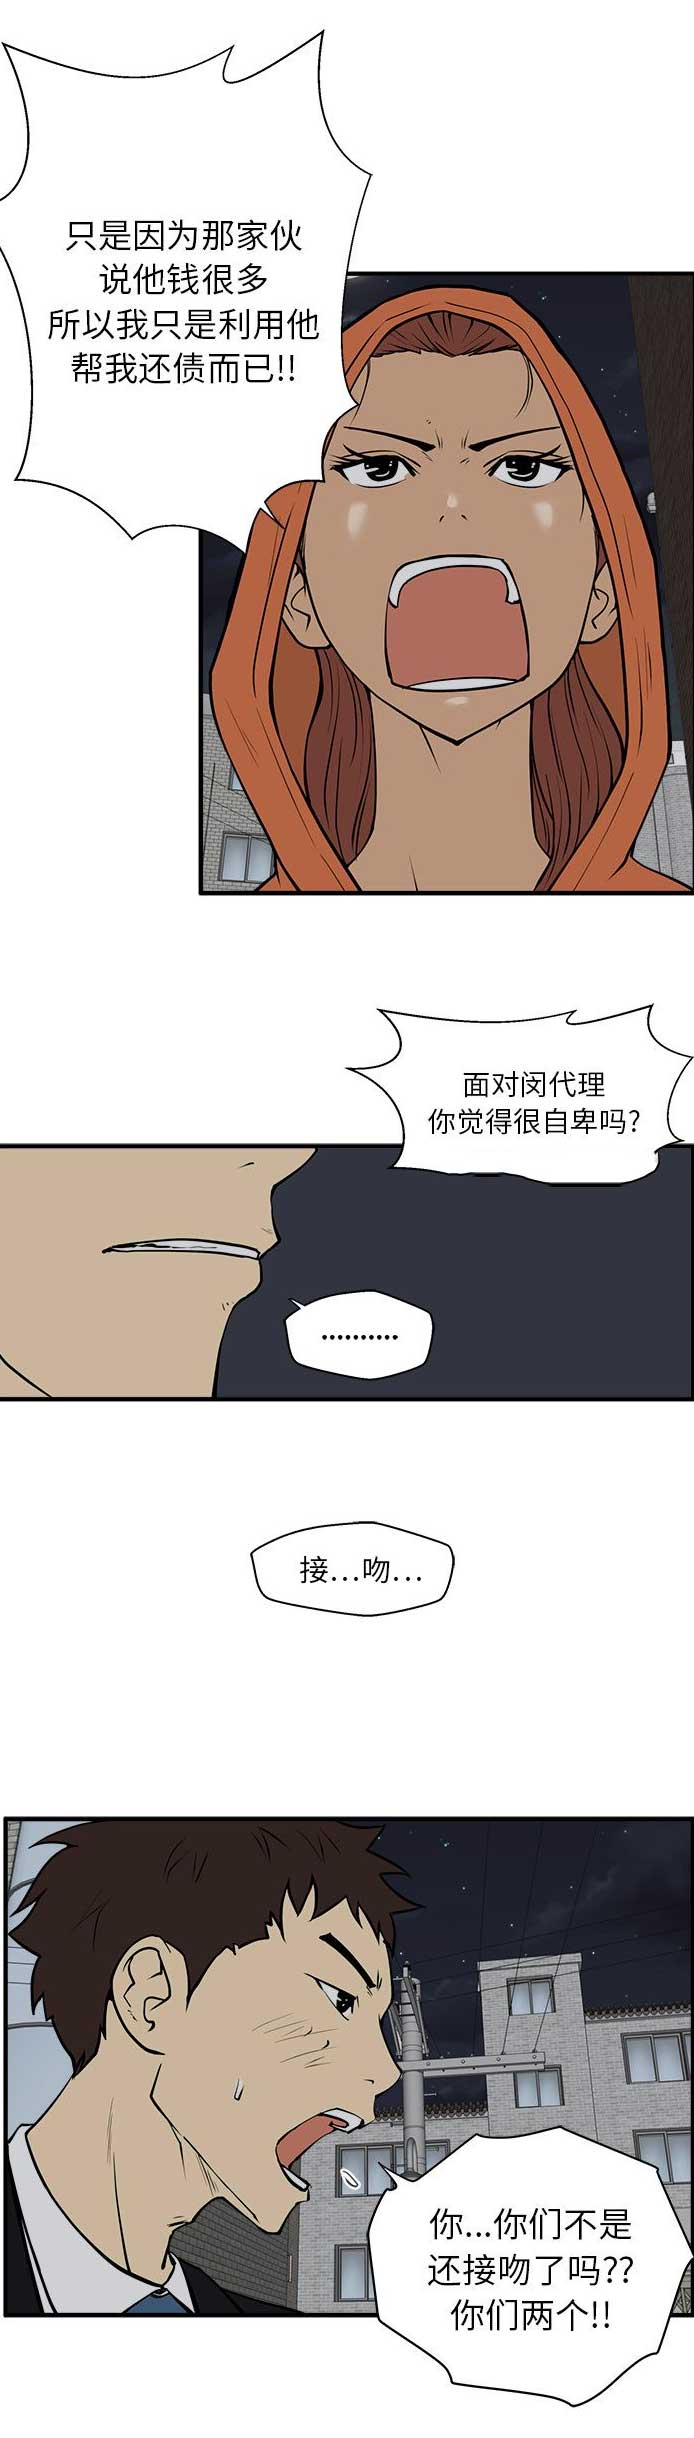 只是因为那家伙
说他钱很多
所以我只是利用他
帮我还债而已!!
面对闵代理
你觉得很自卑吗?
..........
接...吻...
你...你们不是
还接吻了吗??
你们两个!!